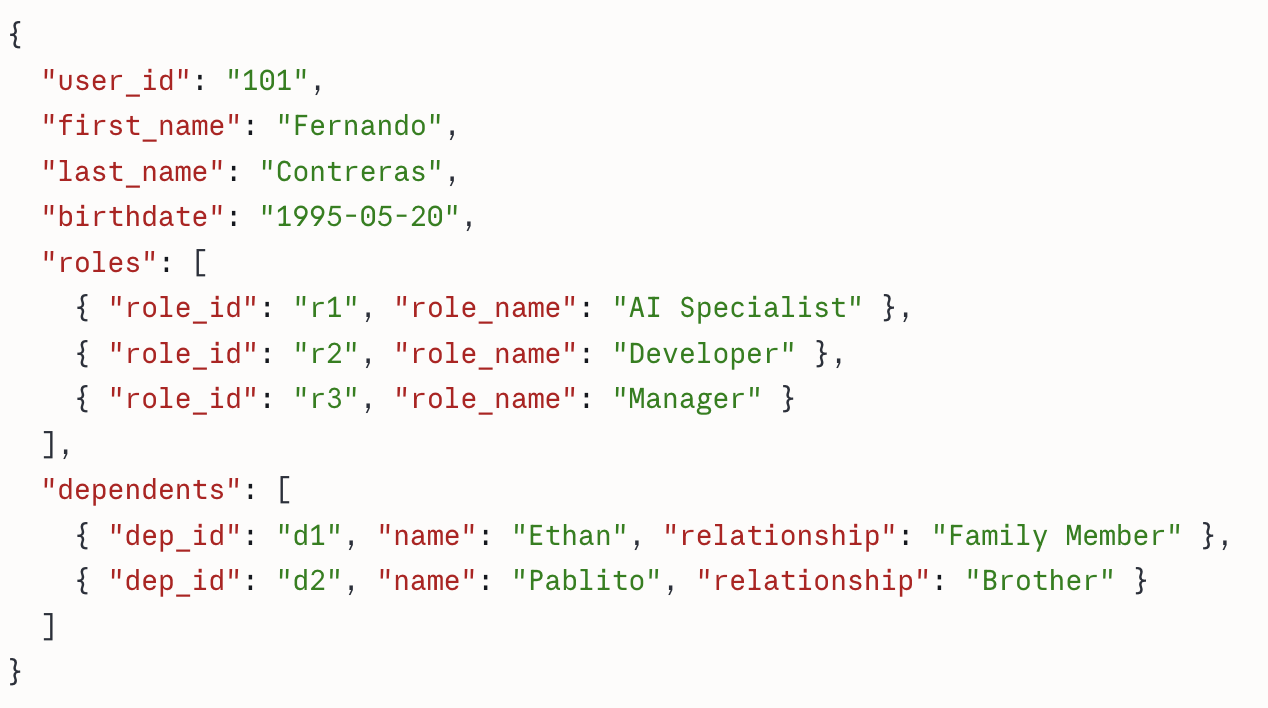 {
  "user_id": "101",
  "first_name": "Fernando",
  "last_name": "Contreras",
  "birthdate": "1995-05-20",
  "roles": [
    { "role_id": "r1", "role_name": "AI Specialist" },
    { "role_id": "r2", "role_name": "Developer" },
    { "role_id": "r3", "role_name": "Manager" }
  ],
  "dependents": [
    { "dep_id": "d1", "name": "Ethan", "relationship": "Family Member" },
    { "dep_id": "d2", "name": "Pablito", "relationship": "Brother" }
  ]
}